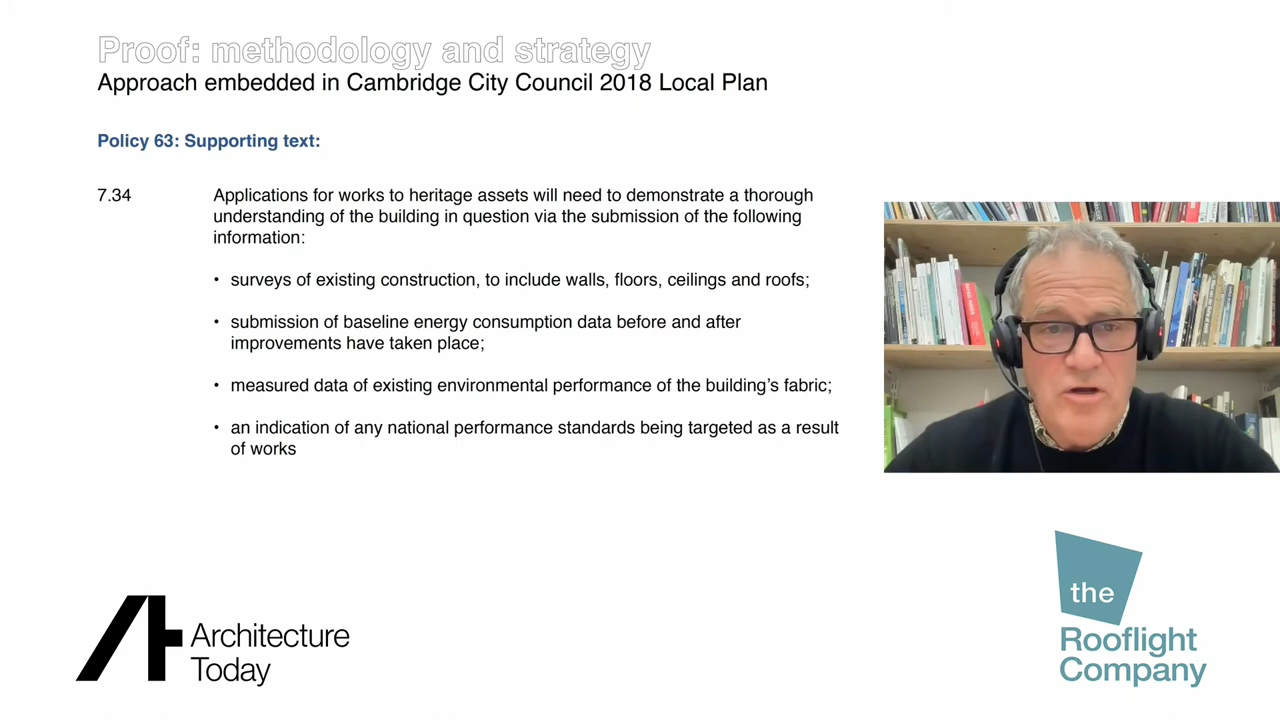 Proof: methodology and strategy
Approach embedded in Cambridge City Council 2018 Local Plan
Policy 63: Supporting text:
7.34 Applications for works to heritage assets will need to demonstrate a thorough
understanding of the building in question via the submission of the following
information:
• surveys of existing construction, to include walls, floors, ceilings and roofs;
• submission of baseline energy consumption data before and after
improvements have taken place;
• measured data of existing environmental performance of the building's fabric;
• an indication of any national performance standards being targeted as a result
of works
Architecture
Today
the
Rooflight
Company